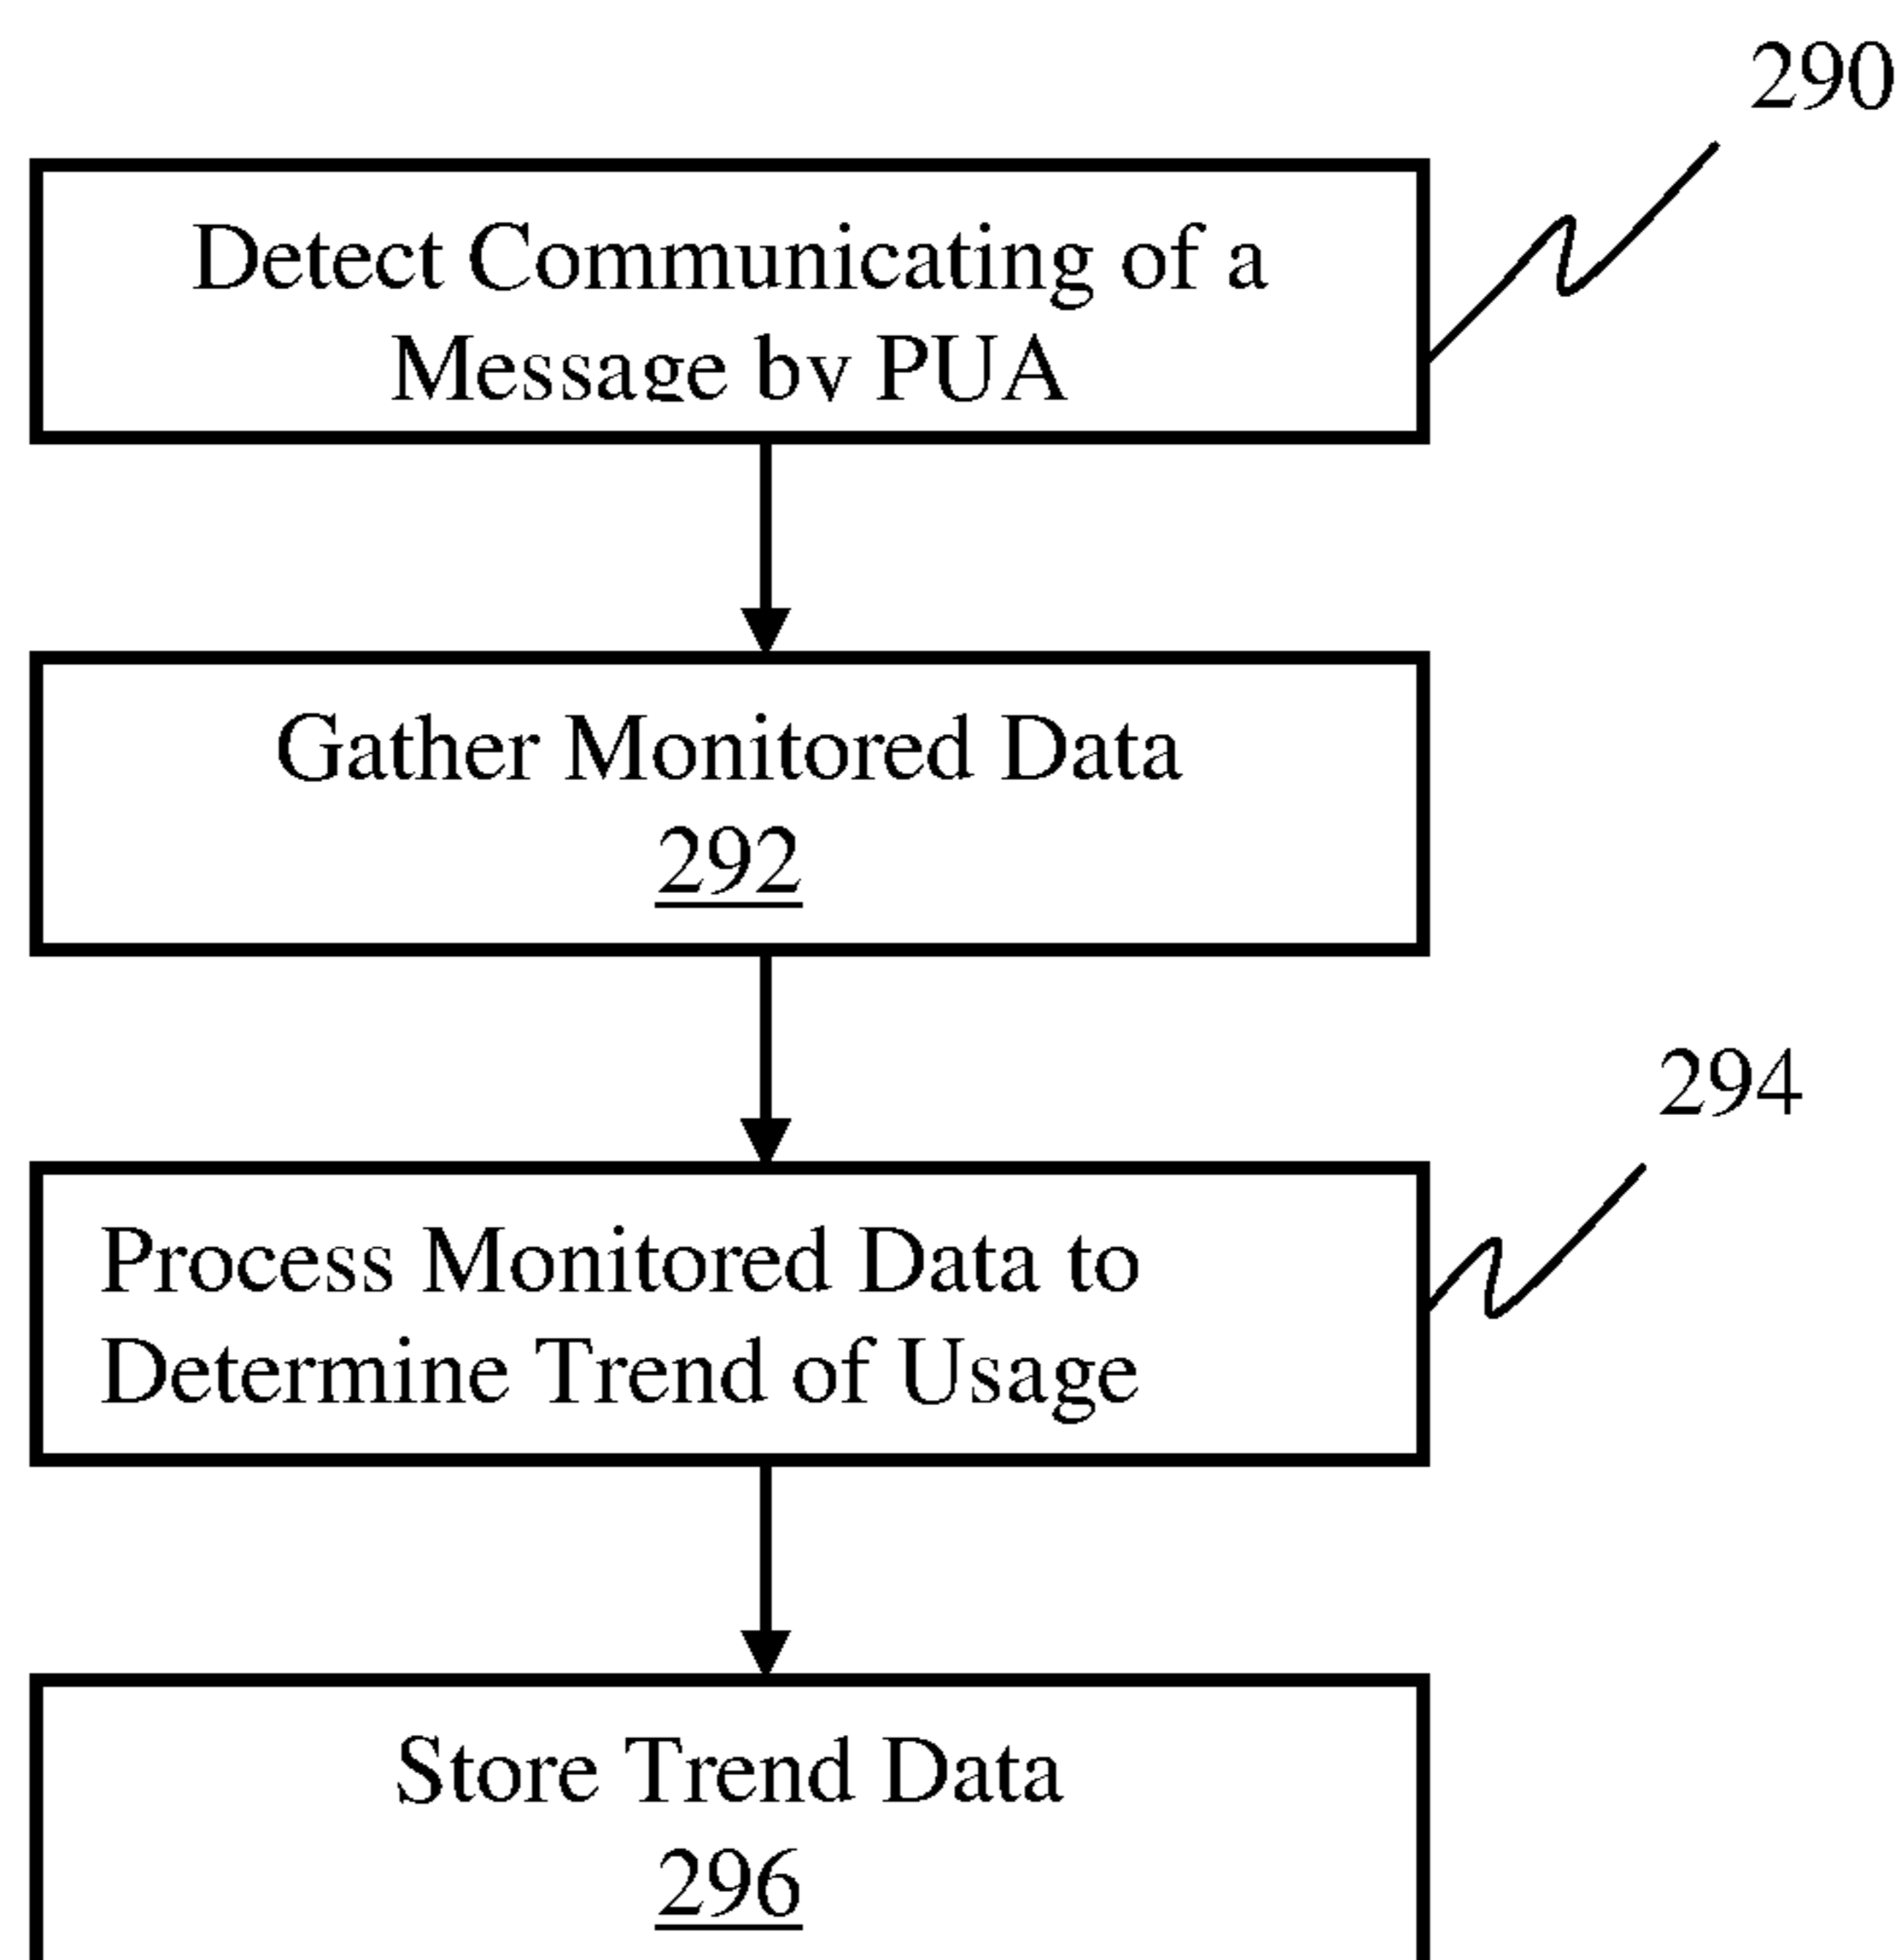 290
Detect Communicating of a
Message by PUA
Gather Monitored Data
292
294
Process Monitored Data to
Determine Trend of Usage
Store Trend Data
296